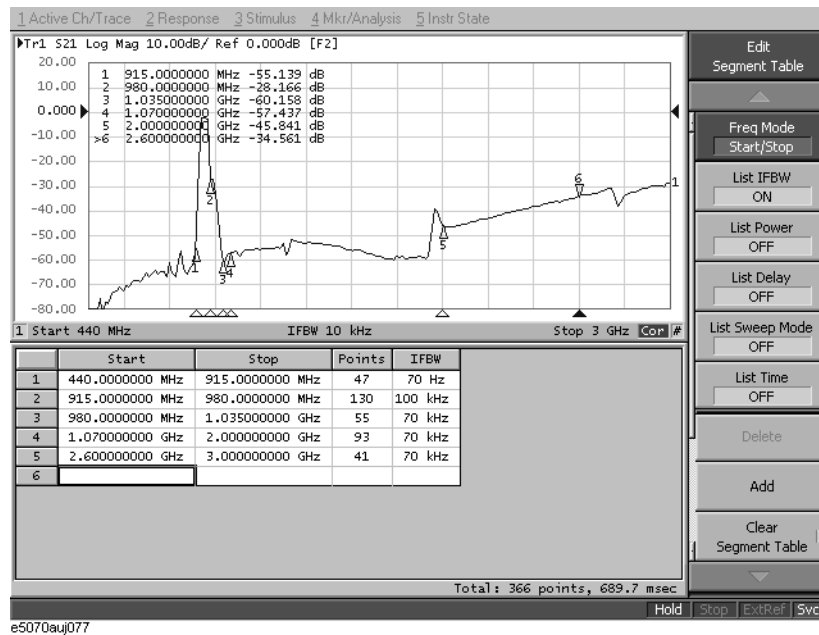 1 Active Ch/Trace 2 Response 3 Stimulus 4 Mkr/Analysis 5 Instr State
Tr1 S21 Log Mag 10.00dB/ Ref 0.000dB [F2]
20.00
10.00
0.000
-10.00
-20.00
-30.00
-40.00
-50.00
-60.00
-70.00
-80.00
1 915.0000000 MHz -55.139 dB
2 980.0000000 MHz -28.166 dB
3 1.035000000 GHz -60.158 dB
4 1.070000000 GHz -57.437 dB
5 2.000000000 GHz -45.841 dB
>6 2.600000000 GHz -34.561 dB
1
2
3
4
5
6
1
1 Start 440 MHz IFBW 10 kHz Stop 3 GHz Cor #
Start Stop Points IFBW
1 440.0000000 MHz 915.0000000 MHz 47 70 Hz
2 915.0000000 MHz 980.0000000 MHz 130 100 kHz
3 980.0000000 MHz 1.035000000 GHz 55 70 kHz
4 1.070000000 GHz 2.000000000 GHz 93 70 kHz
5 2.600000000 GHz 3.000000000 GHz 41 70 kHz
6
Total: 366 points, 689.7 msec
Edit
Segment Table
Freq Mode
Start/Stop
List IFBW
ON
List Power
OFF
List Delay
OFF
List Sweep Mode
OFF
List Time
OFF
Delete
Add
Clear
Segment Table
Hold Stop ExtRef Svc
e5070auj077